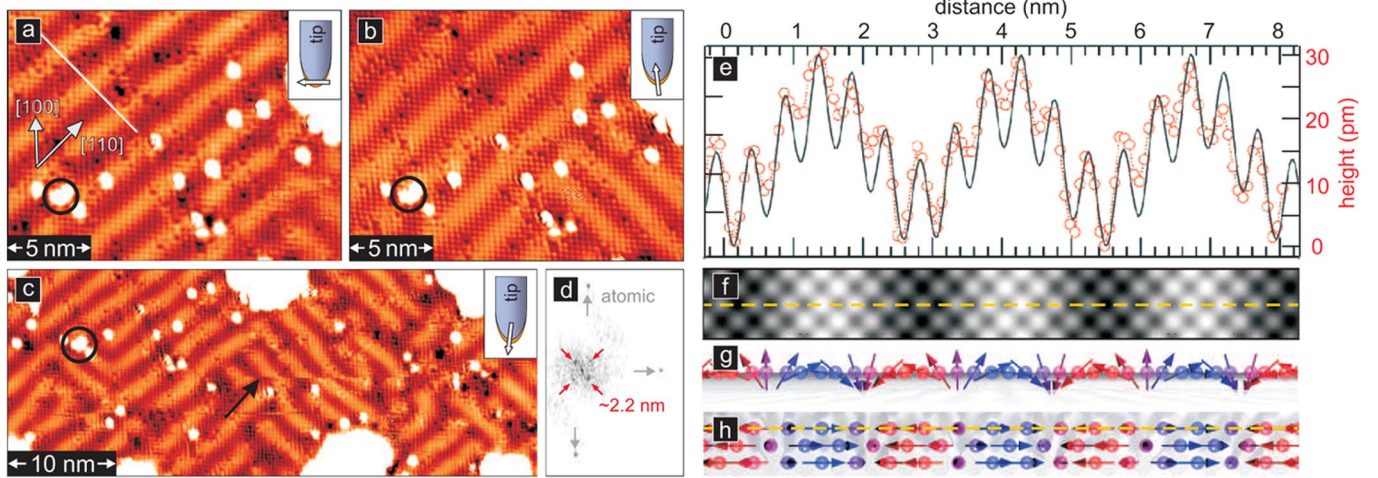 a
tip
[100]
[110]
5 nm
b
tip
5 nm
c
tip
10 nm
d
atomic
~2.2 nm
distance (nm)
0 1 2 3 4 5 6 7 8
e
30
20
10
0
height (pm)
f
g
h